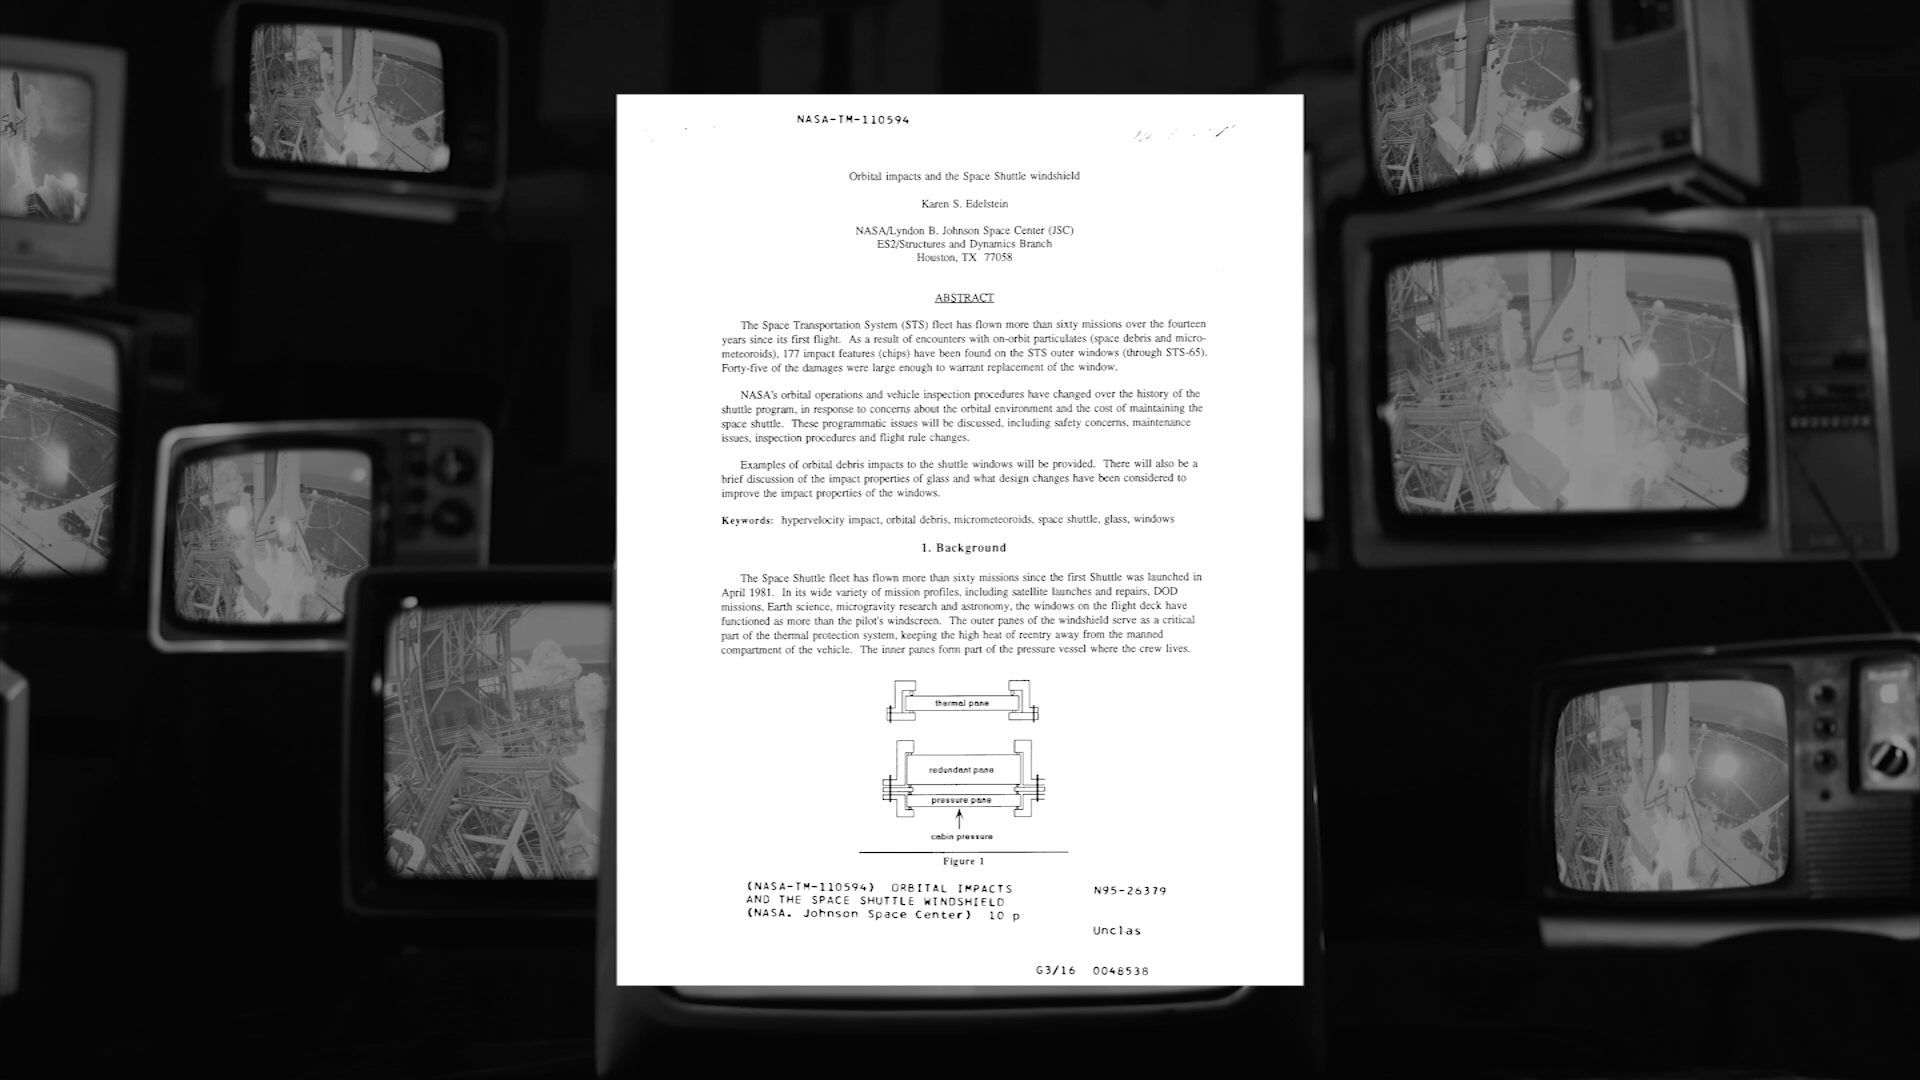 NASA-TM-110594
Orbital impacts and the Space Shuttle windshield
Karen S. Edelstein
NASA/Lyndon B. Johnson Space Center (JSC)
ES2/Structures and Dynamics Branch
Houston, TX 77058
ABSTRACT
The Space Transportation System (STS) fleet has flown more than sixty missions over the fourteen
years since its first flight. As a result of encounters with on-orbit particulates (space debris and micro-
meteoroids), 177 impact features (chips) have been found on the STS outer windows (through STS-65).
Forty-five of the damages were large enough to warrant replacement of the window.
NASA's orbital operations and vehicle inspection procedures have changed over the history of the
shuttle program, in response to concerns about the orbital environment and the cost of maintaining the
space shuttle. These programmatic issues will be discussed, including safety concerns, maintenance
issues, inspection procedures and flight rule changes.
Examples of orbital debris impacts to the shuttle windows will be provided. There will also be a
brief discussion of the impact properties of glass and what design changes have been considered to
improve the impact properties of the windows.
Keywords: hypervelocity impact, orbital debris, micrometeoroids, space shuttle, glass, windows
1. Background
The Space Shuttle fleet has flown more than sixty missions since the first Shuttle was launched in
April 1981. In its wide variety of mission profiles, including satellite launches and repairs, DOD
missions, Earth science, microgravity research and astronomy, the windows on the flight deck have
functioned as more than the pilot's windscreen. The outer panes of the windshield serve as a critical
part of the thermal protection system, keeping the high heat of reentry away from the manned
compartment of the vehicle. The inner panes form part of the pressure vessel where the crew lives.
thermal pane
redundant pane
pressure pane
cabin pressure
Figure 1
(NASA-TM-110594) ORBITAL IMPACTS
AND THE SPACE SHUTTLE WINDSHIELD
(NASA. Johnson Space Center) 10 p
N95-26379
Unclas
G3/16 0048538